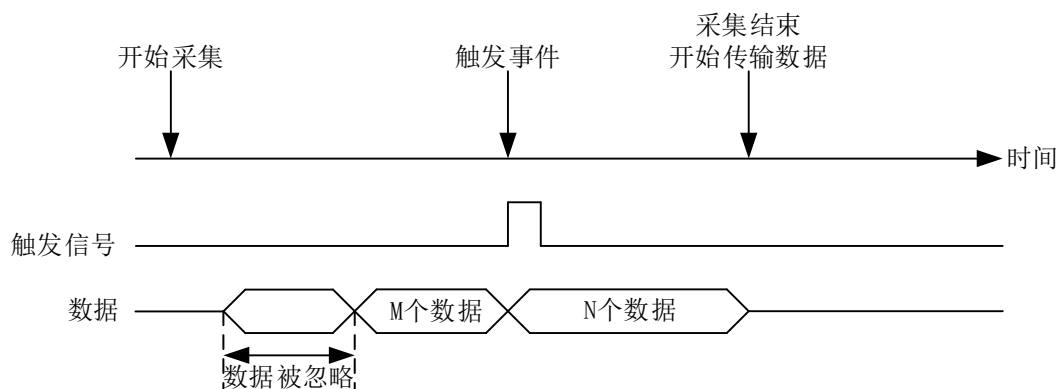 采集结束
开始采集
触发事件
开始传输数据
时间
触发信号
数据
M个数据
N个数据
数据被忽略